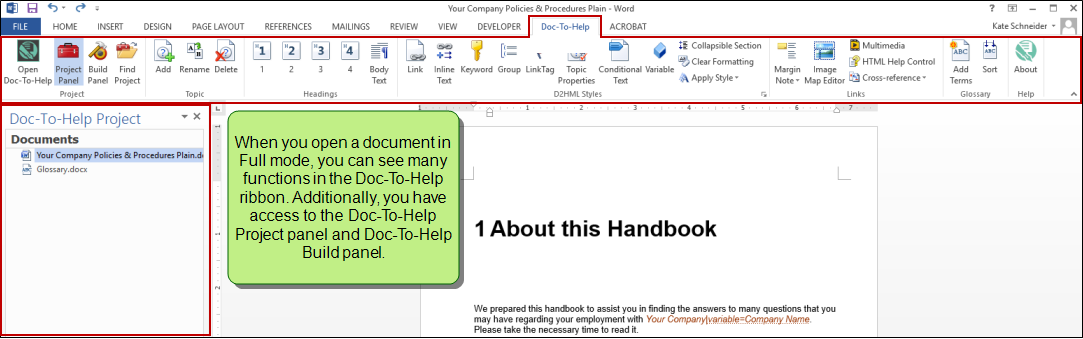 Your Company Policies & Procedures Plain - Word
FILE HOME INSERT DESIGN PAGE LAYOUT REFERENCES MAILINGS REVIEW VIEW DEVELOPER Doc-To-Help ACROBAT Kate Schneider
Open Doc-To-Help
Project Panel
Build Panel
Find Project
Project
Add
Rename
Delete
Topic
"1 1
"2 2
"3 3
"4 4
Body Text
Headings
Link
Inline Text
Keyword
Group
LinkTag
Topic Properties
Conditional Text
Variable
Collapsible Section
Clear Formatting
Apply Style
D2HML Styles
Margin Note
Image Map Editor
Multimedia
HTML Help Control
Cross-reference
Links
Add Terms
Sort
Glossary
About
Help
Doc-To-Help Project
Documents
Your Company Policies & Procedures Plain.d
Glossary.docx
When you open a document in
Full mode, you can see many
functions in the Doc-To-Help
ribbon. Additionally, you have
access to the Doc-To-Help
Project panel and Doc-To-Help
Build panel.
1 About this Handbook
We prepared this handbook to assist you in finding the answers to many questions that you
may have regarding your employment with Your Company|variable=Company Name.
Please take the necessary time to read it.